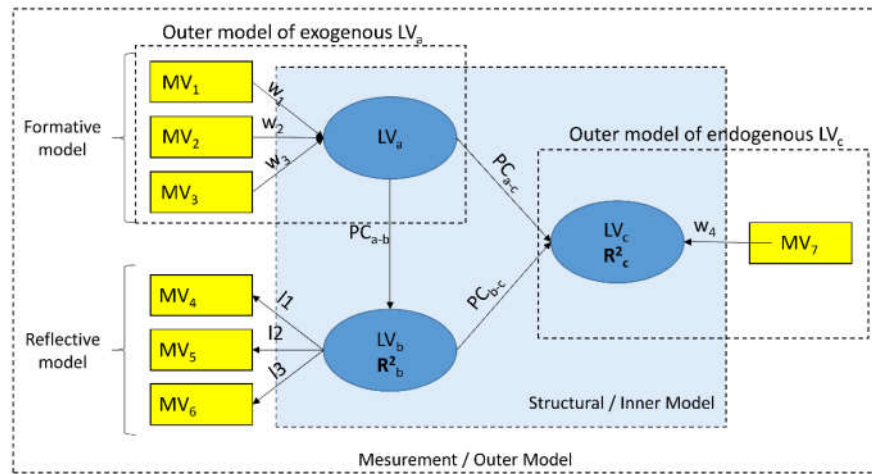 Outer model of exogenous LVa
MV1
w1
Formative
model
MV2
w2
LVa
MV3
w3
Outer model of endogenous LVc
PCa-c
PCa-b
LVc
R²c
w4
MV7
PCb-c
MV4
l1
Reflective
model
MV5
l2
LVb
R²b
MV6
l3
Structural / Inner Model
Mesurement / Outer Model